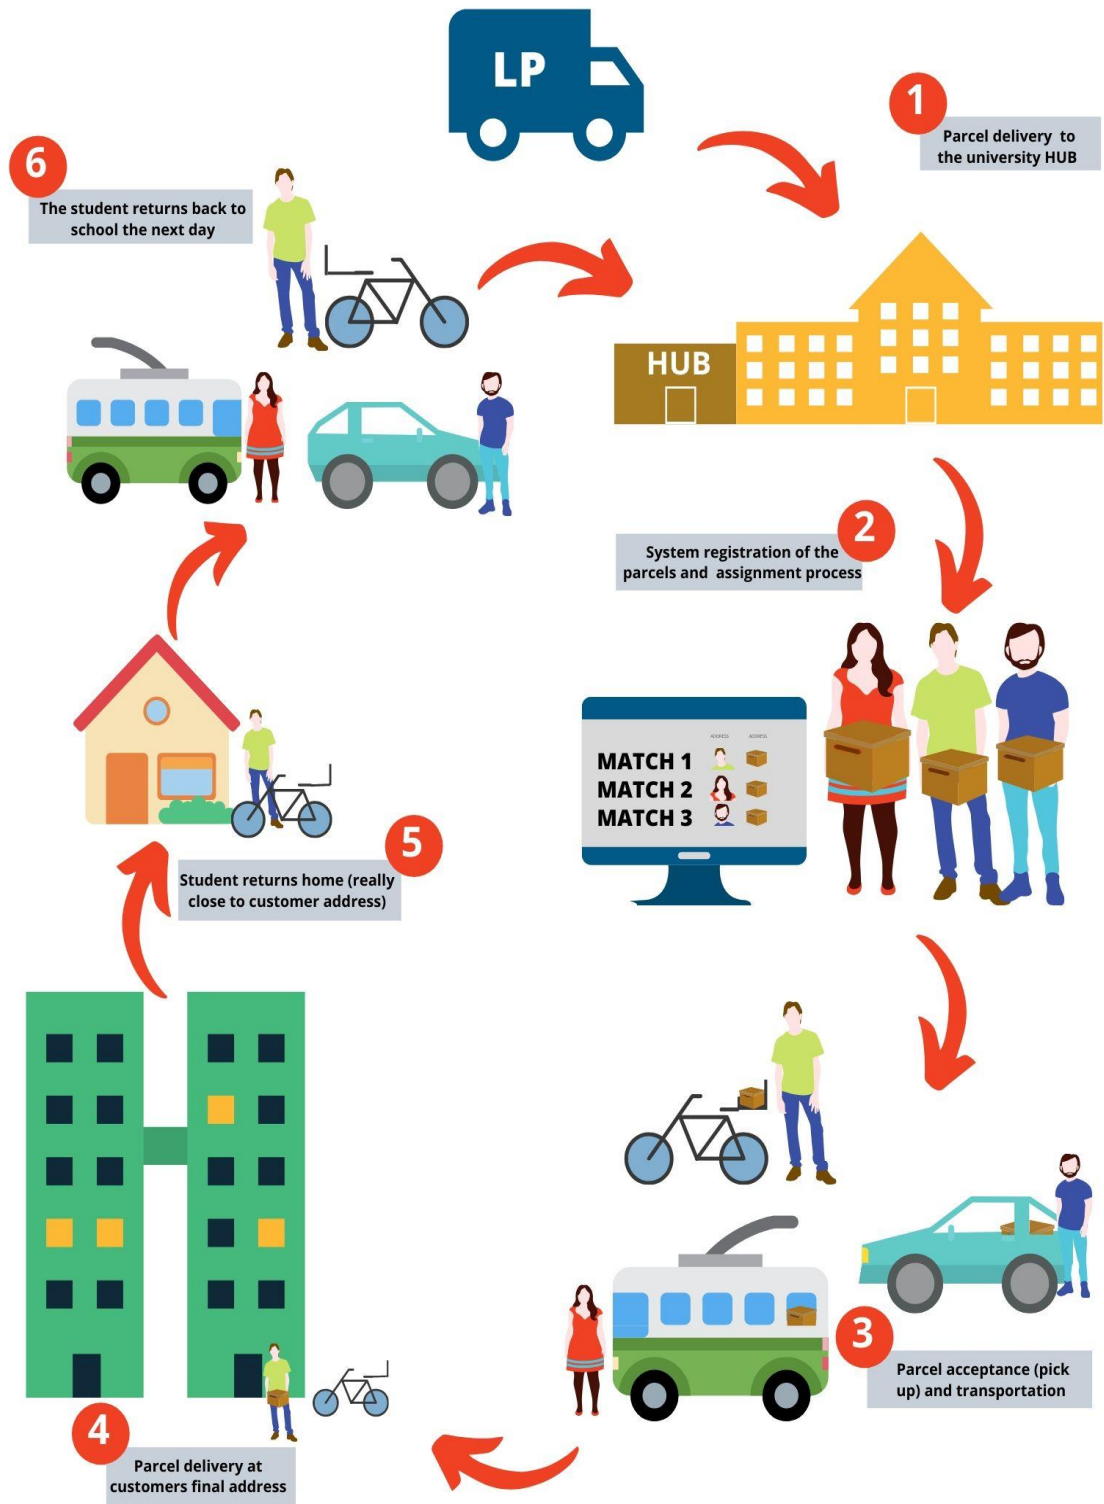 LP
1
Parcel delivery to
the university HUB
6
The student returns back to
school the next day
HUB
2
System registration of the
parcels and assignment process
ADDRESS ADDRESS
MATCH 1
MATCH 2
MATCH 3
5
Student returns home (really
close to customer address)
3
Parcel acceptance (pick
up) and transportation
4
Parcel delivery at
customers final address